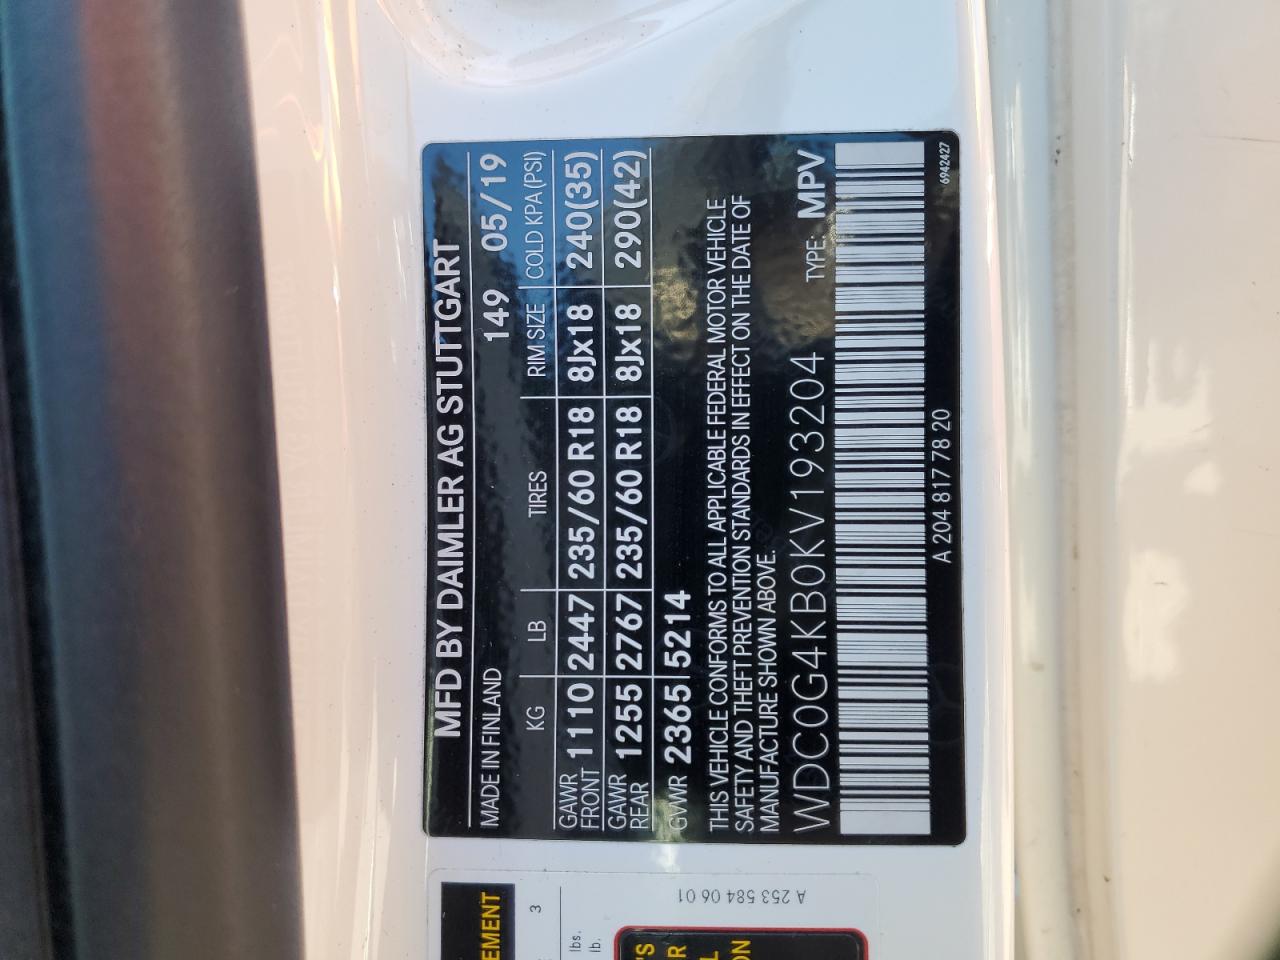 MFD BY DAIMLER AG STUTTGART
MADE IN FINLAND 149 05/19
KG LB TIRES RIM SIZE COLD KPA (PSI)
GAWR FRONT 1110 2447 235/60 R18 8Jx18 240(35)
GAWR REAR 1255 2767 235/60 R18 8Jx18 290(42)
GVWR 2365 5214
THIS VEHICLE CONFORMS TO ALL APPLICABLE FEDERAL MOTOR VEHICLE
SAFETY AND THEFT PREVENTION STANDARDS IN EFFECT ON THE DATE OF
MANUFACTURE SHOWN ABOVE.
WDC0G4KB0KV193204 TYPE: MPV
A 204 817 78 20 6942427
A 253 584 06 01
EMENT
3
lbs.
lb.
'S
R
L
ON